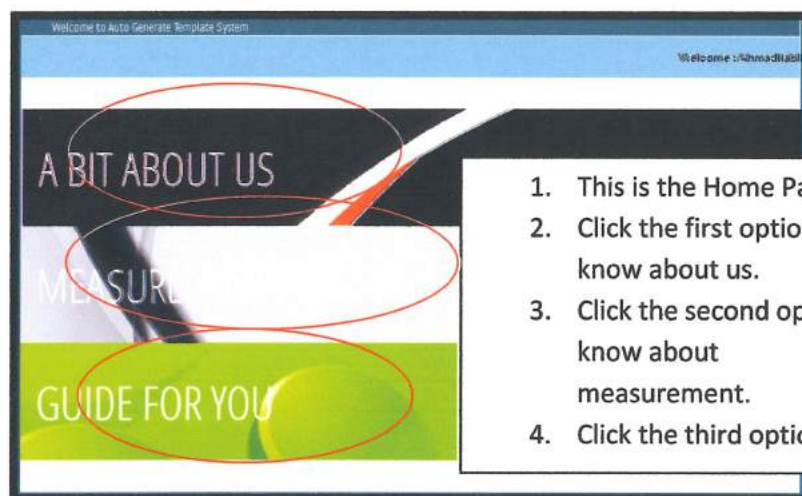 Welcome to Auto Generate Template System
Welcome :
A BIT ABOUT US
MEASURE
GUIDE FOR YOU
1. This is the Home Pa
2. Click the first optio
know about us.
3. Click the second op
know about
measurement.
4. Click the third optio